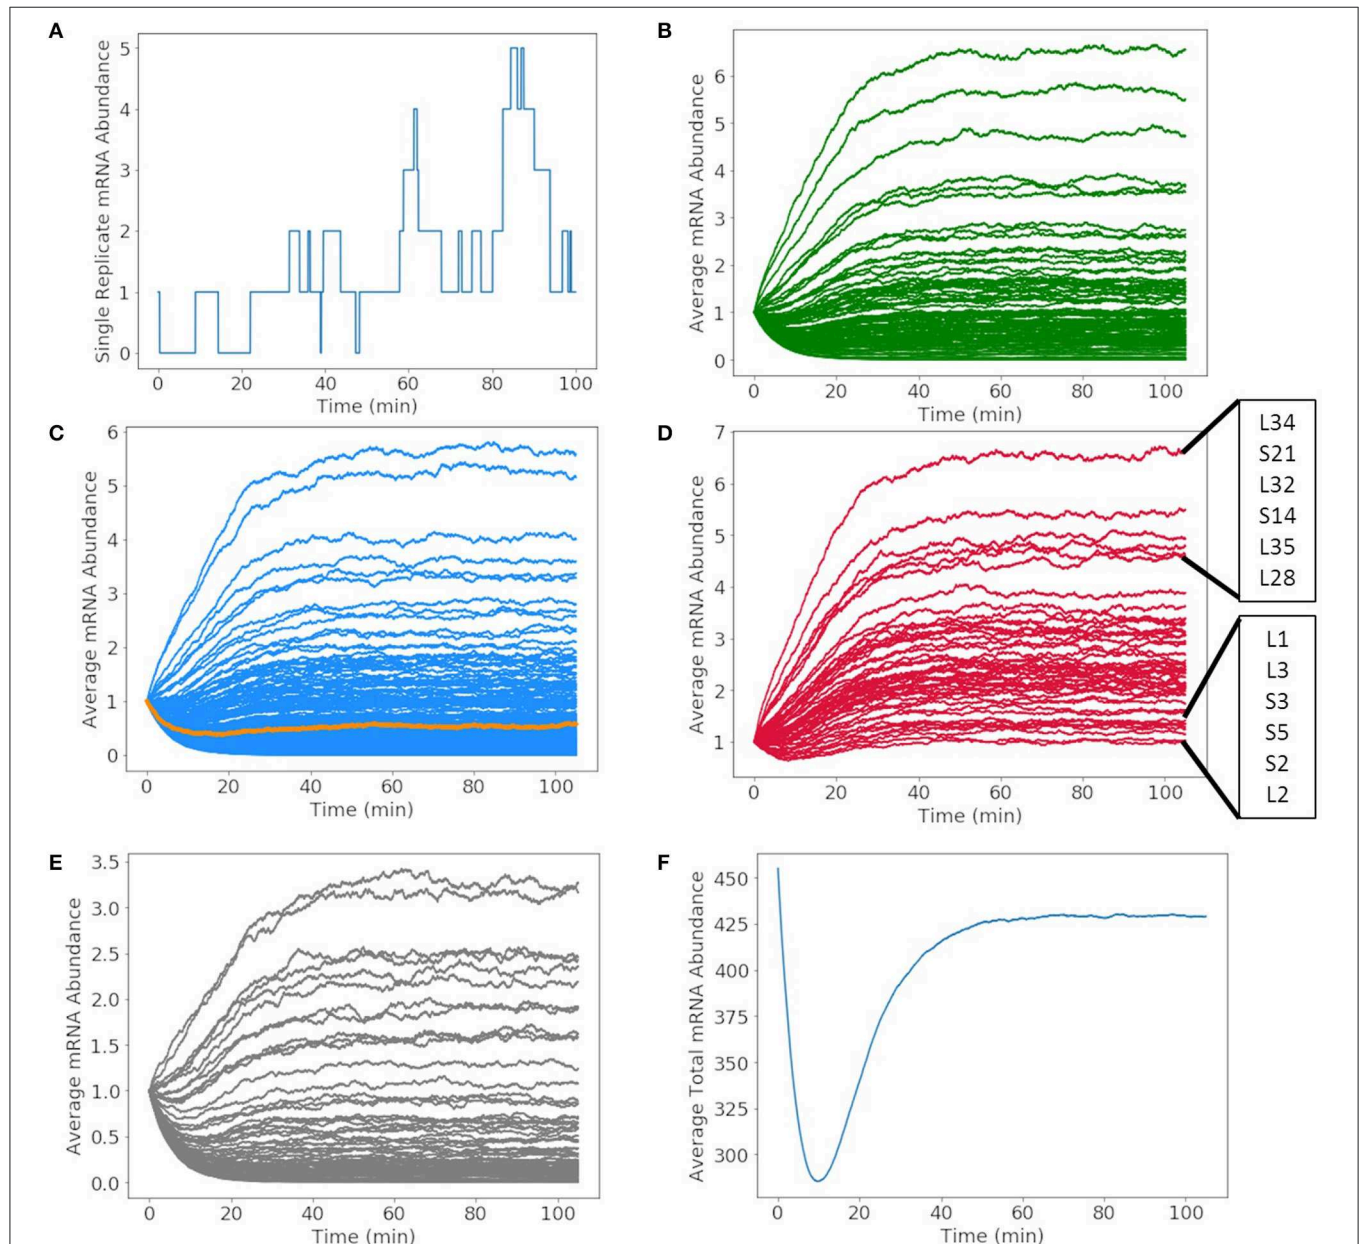 A
Single Replicate mRNA Abundance
5
4
3
2
1
0
0 20 40 60 80 100
Time (min)
B
Average mRNA Abundance
6
5
4
3
2
1
0
0 20 40 60 80 100
Time (min)
C
Average mRNA Abundance
6
5
4
3
2
1
0
0 20 40 60 80 100
Time (min)
D
Average mRNA Abundance
7
6
5
4
3
2
1
0 20 40 60 80 100
Time (min)
L34
S21
L32
S14
L35
L28
L1
L3
S3
S5
S2
L2
E
Average mRNA Abundance
3.5
3.0
2.5
2.0
1.5
1.0
0.5
0.0
0 20 40 60 80 100
Time (min)
F
Average Total mRNA Abundance
450
425
400
375
350
325
300
0 20 40 60 80 100
Time (min)